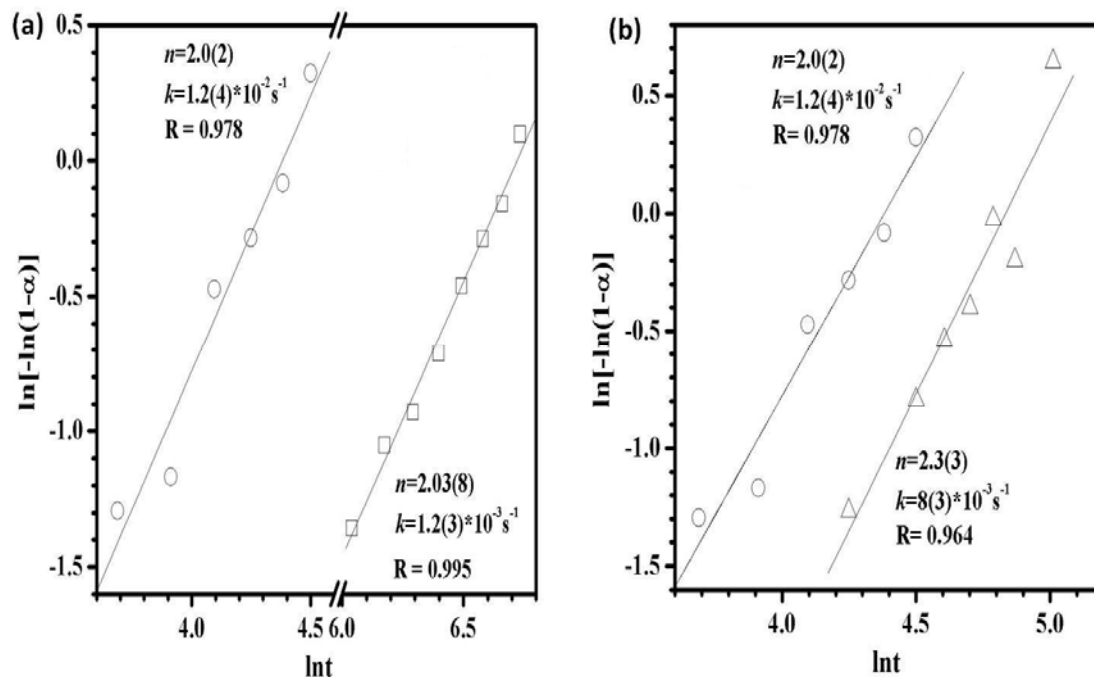 (a)
0.5
0.0
-0.5
-1.0
-1.5
ln[-ln(1-α)]
n=2.0(2)
k=1.2(4)*10⁻²s⁻¹
R= 0.978
n=2.03(8)
k=1.2(3)*10⁻³s⁻¹
R = 0.995
4.0
4.5
6.0
6.5
lnt
(b)
0.5
0.0
-0.5
-1.0
-1.5
ln[-ln(1-α)]
n=2.0(2)
k=1.2(4)*10⁻²s⁻¹
R= 0.978
n=2.3(3)
k=8(3)*10⁻³s⁻¹
R= 0.964
4.0
4.5
5.0
lnt